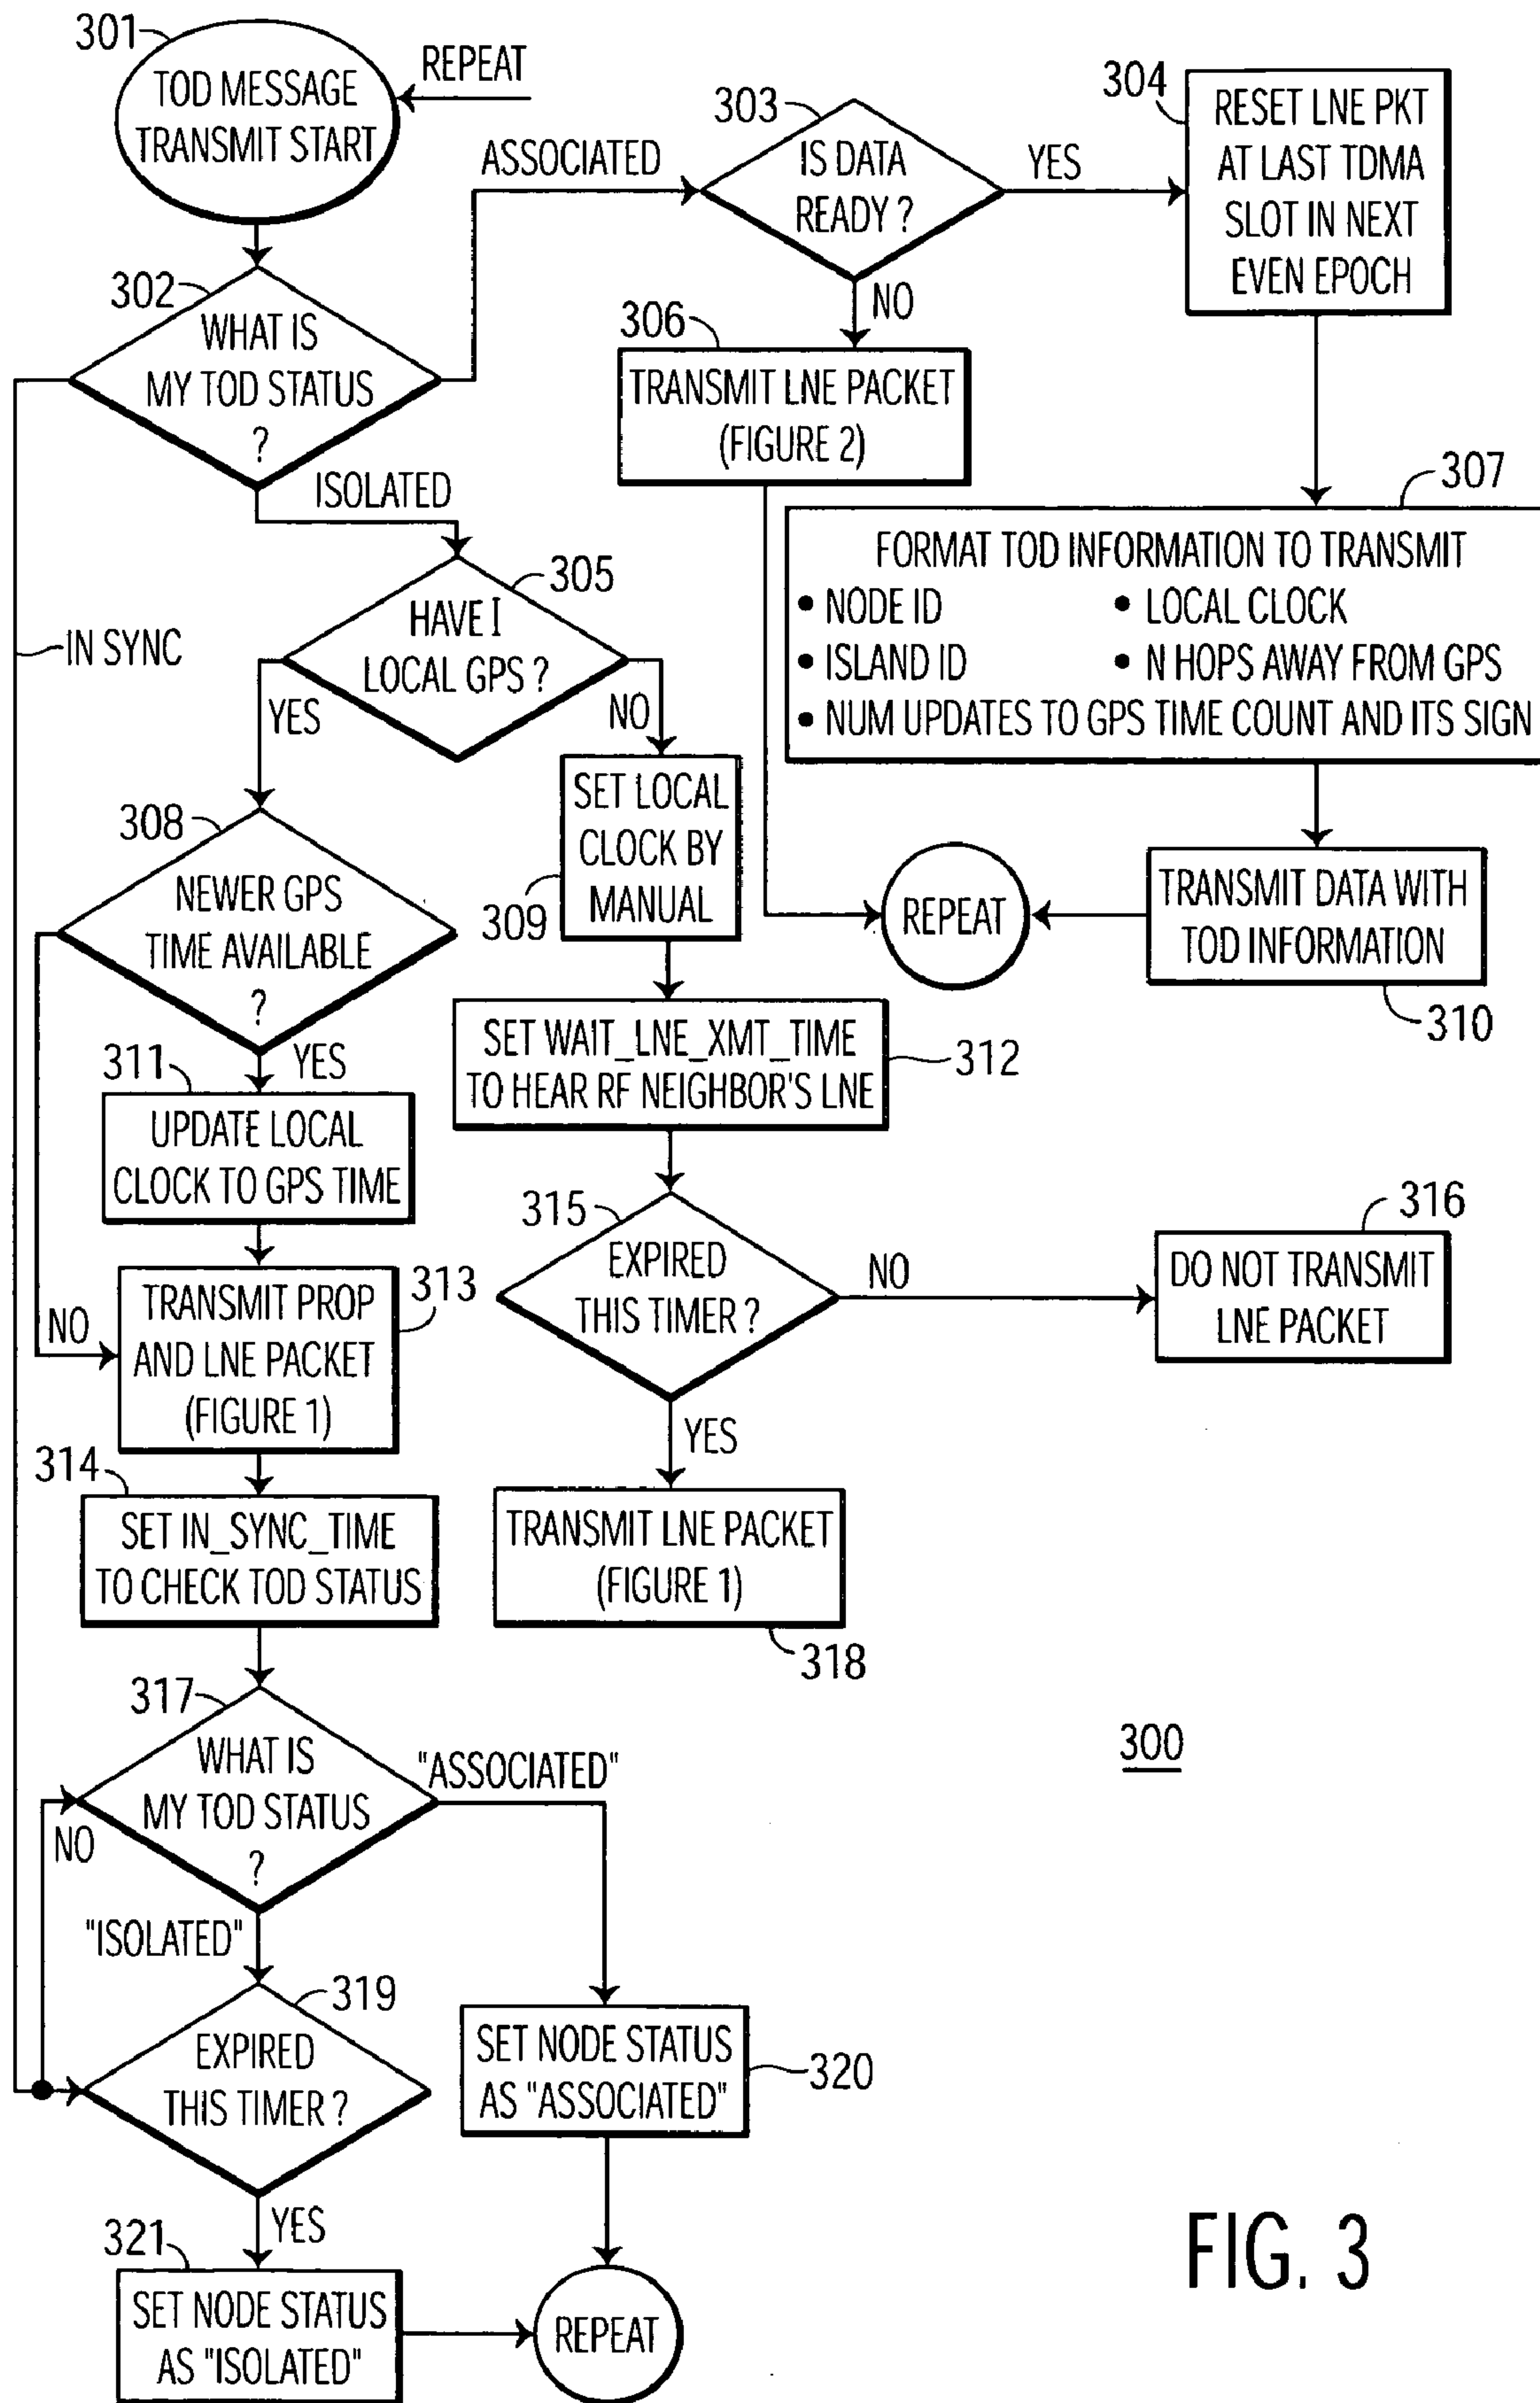 301
TOD MESSAGE
TRANSMIT START
REPEAT
302
WHAT IS
MY TOD STATUS
?
ASSOCIATED
303
IS DATA
READY ?
YES
304
RESET LNE PKT
AT LAST TDMA
SLOT IN NEXT
EVEN EPOCH
NO
306
TRANSMIT LNE PACKET
(FIGURE 2)
307
FORMAT TOD INFORMATION TO TRANSMIT
• NODE ID
• LOCAL CLOCK
• ISLAND ID
• N HOPS AWAY FROM GPS
• NUM UPDATES TO GPS TIME COUNT AND ITS SIGN
TRANSMIT DATA WITH
TOD INFORMATION
310
REPEAT
IN SYNC
ISOLATED
305
HAVE I
LOCAL GPS ?
YES
NO
308
NEWER GPS
TIME AVAILABLE
?
309
SET LOCAL
CLOCK BY
MANUAL
YES
NO
311
UPDATE LOCAL
CLOCK TO GPS TIME
SET WAIT_LNE_XMT_TIME
TO HEAR RF NEIGHBOR'S LNE
312
TRANSMIT PROP
AND LNE PACKET
(FIGURE 1)
313
315
EXPIRED
THIS TIMER ?
NO
316
DO NOT TRANSMIT
LNE PACKET
YES
314
SET IN_SYNC_TIME
TO CHECK TOD STATUS
TRANSMIT LNE PACKET
(FIGURE 1)
318
317
WHAT IS
MY TOD STATUS
?
"ASSOCIATED"
NO
"ISOLATED"
319
EXPIRED
THIS TIMER ?
SET NODE STATUS
AS "ASSOCIATED"
320
YES
321
SET NODE STATUS
AS "ISOLATED"
REPEAT
300
FIG. 3